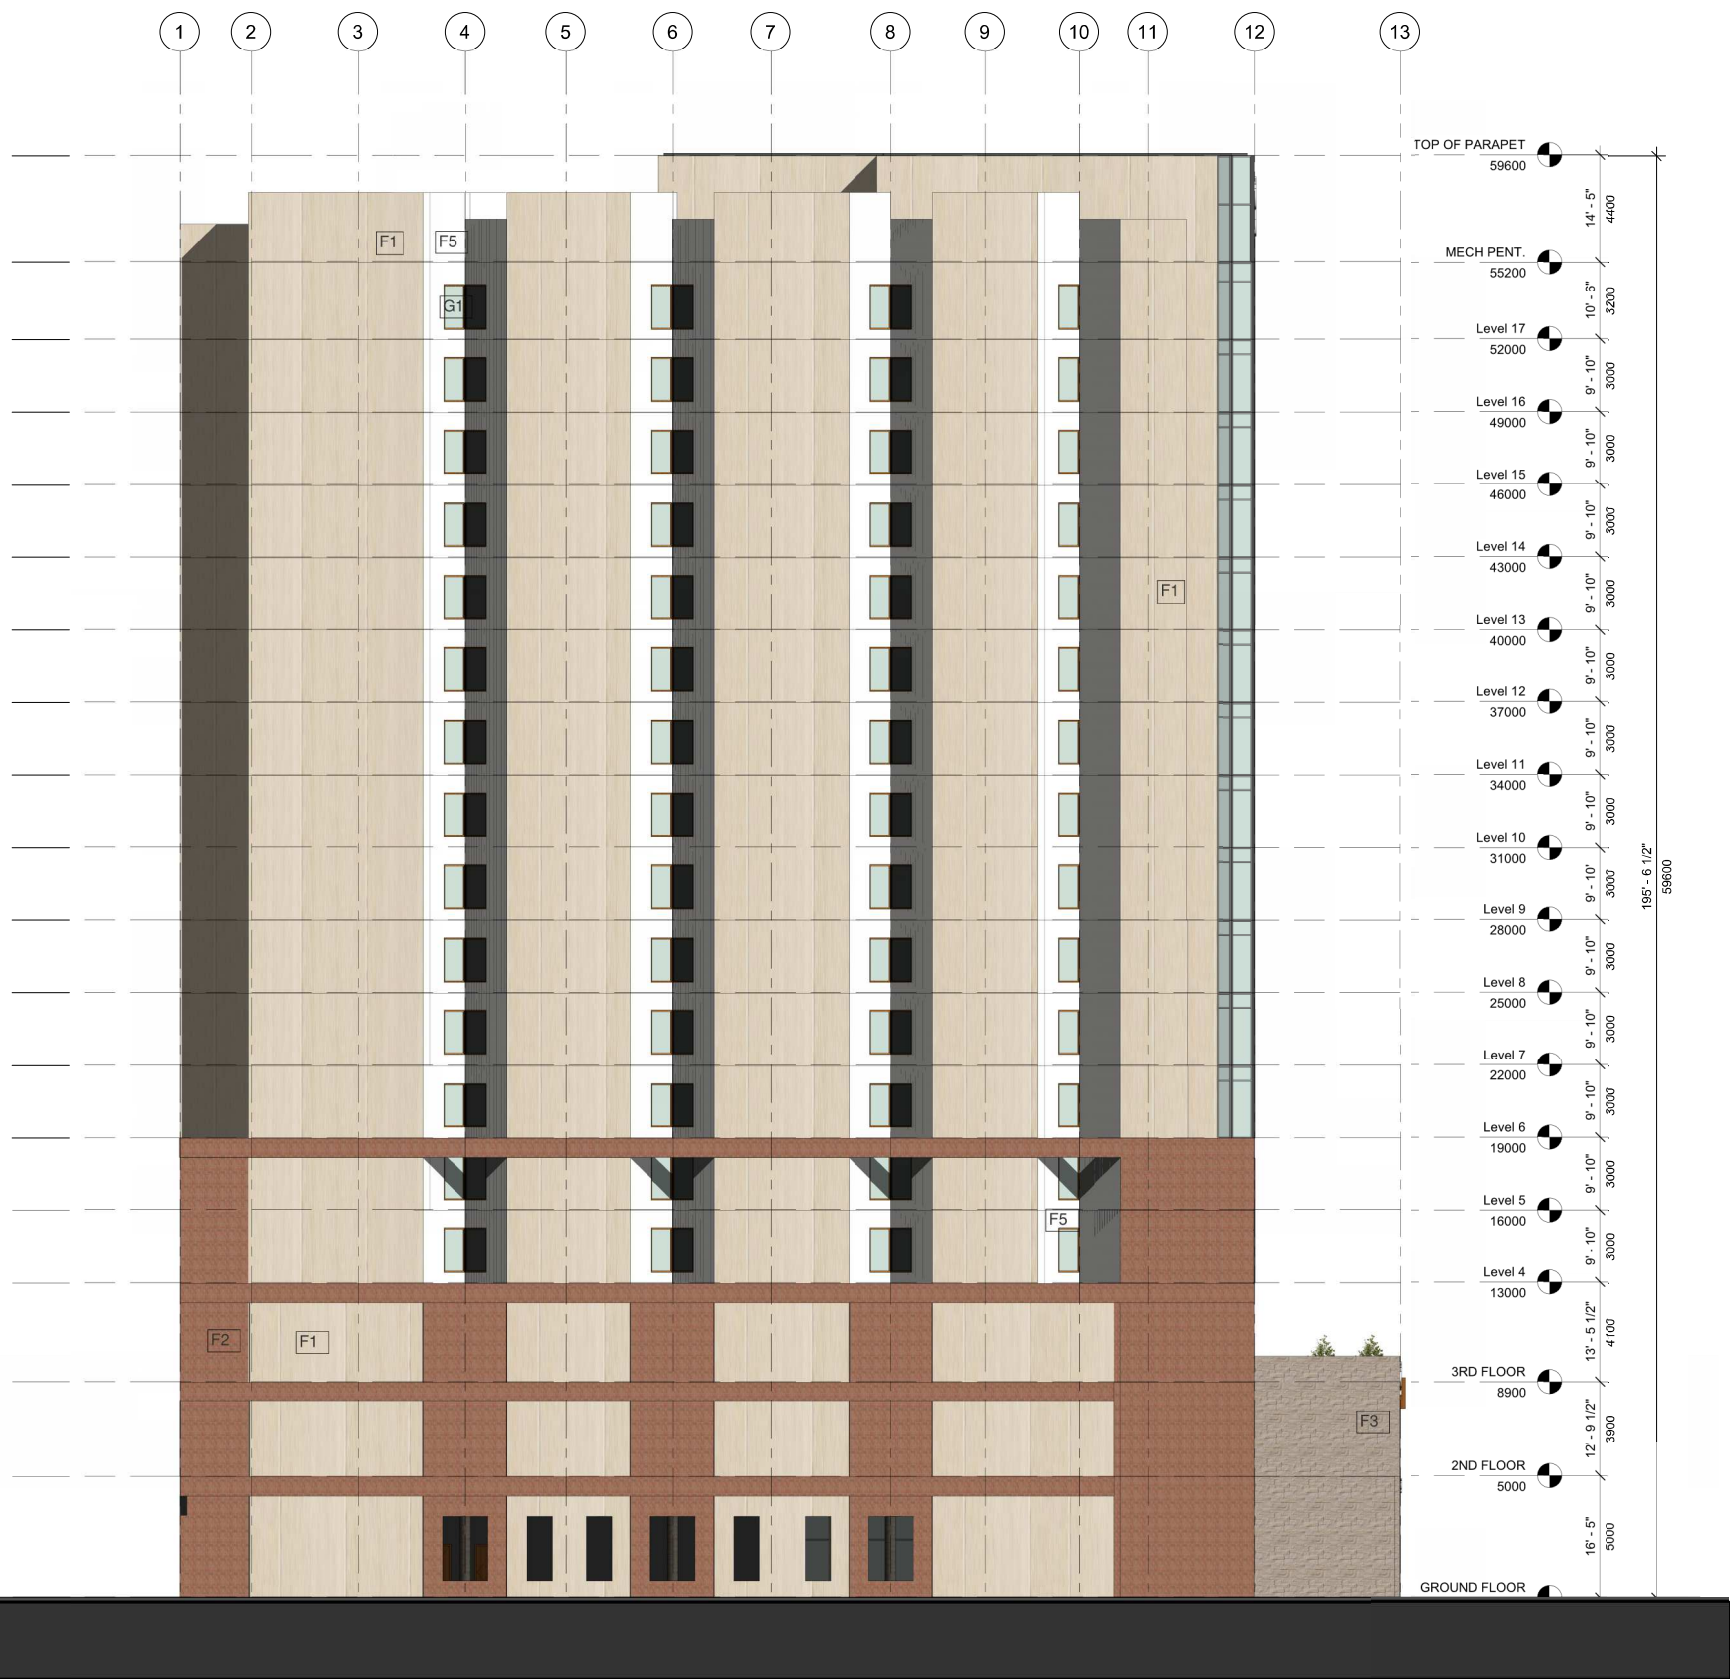 1 2 3 4 5 6 7 8 9 10 11 12 13
TOP OF PARAPET
59600
14' - 5"
4400
F1 F5
MECH PENT.
55200
G1
10' - 6"
3200
Level 17
52000
9' - 10"
3000
Level 16
49000
9' - 10"
3000
Level 15
46000
9' - 10"
3000
Level 14
43000
F1
9' - 10"
3000
Level 13
40000
9' - 10"
3000
Level 12
37000
9' - 10"
3000
Level 11
34000
9' - 10"
3000
Level 10
31000
195' - 6 1/2"
59600
9' - 10'
3000
Level 9
28000
9' - 10"
3000
Level 8
25000
9' - 10"
3000
Level 7
22000
9' - 10"
3000
Level 6
19000
9' - 10"
3000
Level 5
16000
F5
9' - 10"
3000
Level 4
13000
F2 F1
13' - 5 1/2"
4100
3RD FLOOR
8900
F3
12' - 9 1/2"
3900
2ND FLOOR
5000
16' - 5"
5000
GROUND FLOOR